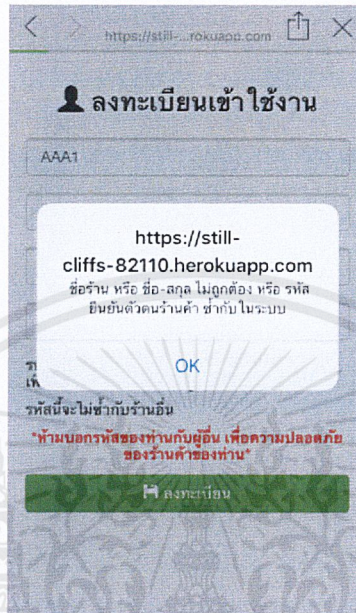 https://still-...rokuapp.com
ลงทะเบียนเข้าใช้งาน
AAA1
https://still-
cliffs-82110.herokuapp.com
ชื่อร้าน หรือ ชื่อ-สกุล ไม่ถูกต้อง หรือ รหัส
ยืนยันตัวตนร้านค้า ซ้ำกับในระบบ
OK
รหัสนี้จะไม่ซ้ำกับร้านอื่น
*ห้ามบอกรหัสของท่านกับผู้อื่น เพื่อความปลอดภัย
ของร้านค้าของท่าน*
ลงทะเบียน